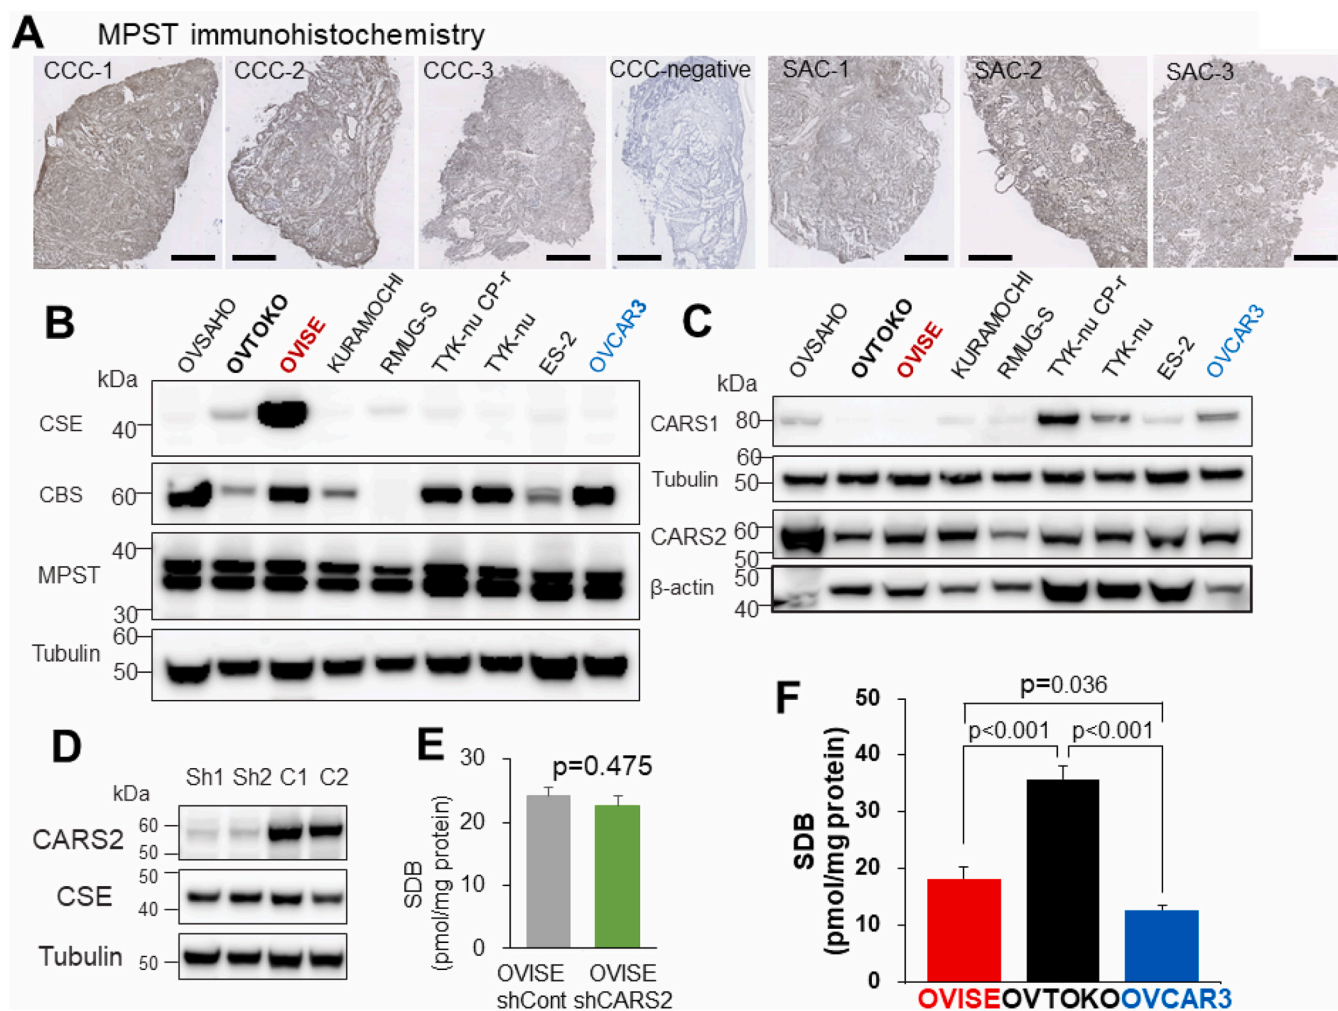 A MPST immunohistochemistry
CCC-1 CCC-2 CCC-3 CCC-negative SAC-1 SAC-2 SAC-3
B
OVSAHO OVTOKO OVISE KURAMOCHI RMUG-S TYK-nu CP-r TYK-nu ES-2 OVCAR3
kDa
CSE 40
CBS 60
40
MPST
30
60
Tubulin 50
C
OVSAHO OVTOKO OVISE KURAMOCHI RMUG-S TYK-nu CP-r TYK-nu ES-2 OVCAR3
kDa
CARS1 80
60
Tubulin 50
CARS2 60
50
50
β-actin
40
D
Sh1 Sh2 C1 C2
kDa
60
CARS2
50
50
CSE
40
Tubulin 50
E
30
p=0.475
20
10
0
SDB
(pmol/mg protein)
OVISE OVISE
shCont shCARS2
F
50
p=0.036
p<0.001 p<0.001
40
30
20
10
0
SDB
(pmol/mg protein)
OVISE OVTOKO OVCAR3